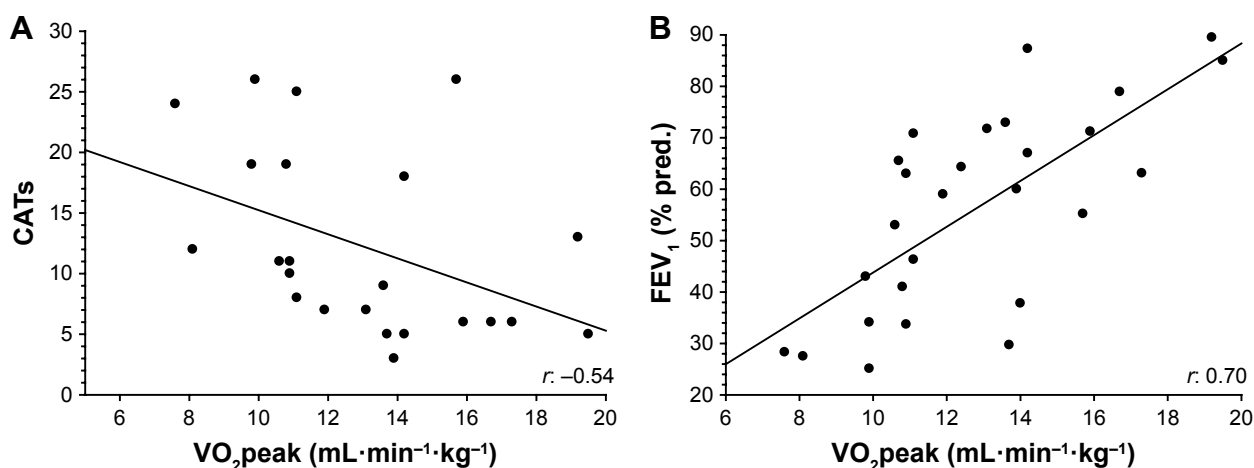 A
B
CATs
30
25
20
15
10
5
0
6 8 10 12 14 16 18 20
VO₂peak (mL·min⁻¹·kg⁻¹)
r: –0.54
FEV₁ (% pred.)
90
80
70
60
50
40
30
20
6 8 10 12 14 16 18 20
VO₂peak (mL·min⁻¹·kg⁻¹)
r: 0.70